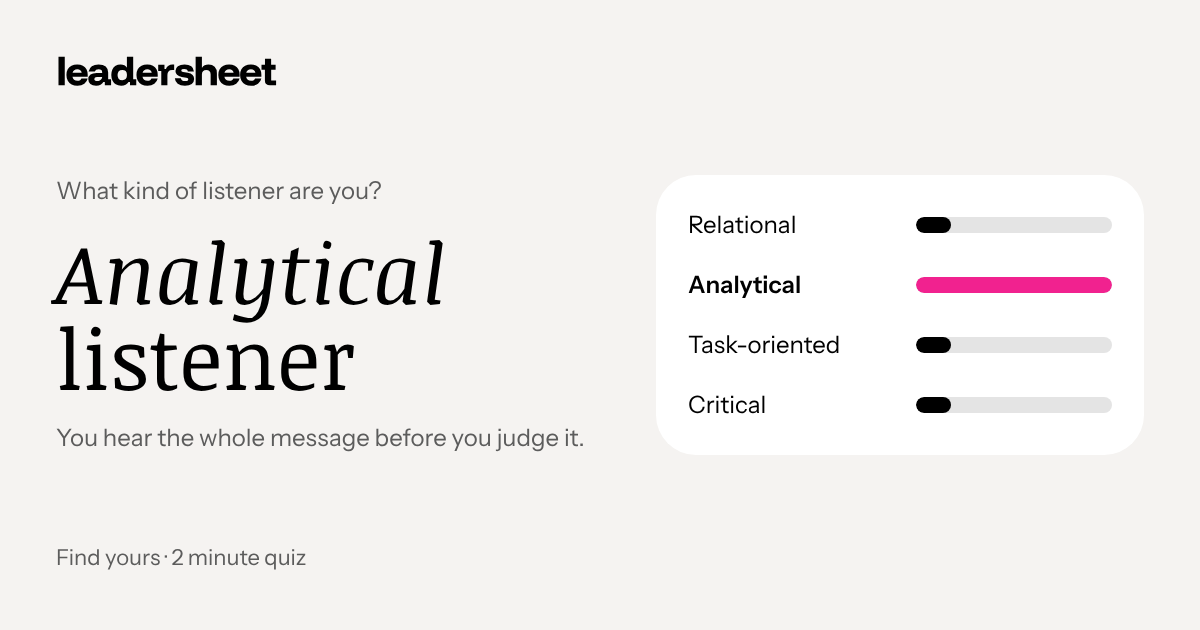 leadersheet
What kind of listener are you?
Analytical
listener
You hear the whole message before you judge it.
Relational
Analytical
Task-oriented
Critical
Find yours · 2 minute quiz